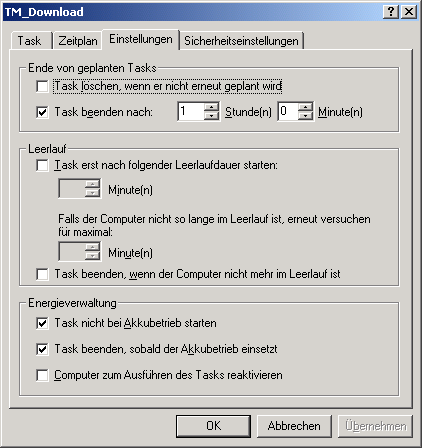 TM_Download
Task Zeitplan Einstellungen Sicherheitseinstellungen
Ende von geplanten Tasks
Task löschen, wenn er nicht erneut geplant wird
Task beenden nach: 1 Stunde(n) 0 Minute(n)
Leerlauf
Task erst nach folgender Leerlaufdauer starten:
Minute(n)
Falls der Computer nicht so lange im Leerlauf ist, erneut versuchen
für maximal:
Minute(n)
Task beenden, wenn der Computer nicht mehr im Leerlauf ist
Energieverwaltung
Task nicht bei Akkubetrieb starten
Task beenden, sobald der Akkubetrieb einsetzt
Computer zum Ausführen des Tasks reaktivieren
OK Abbrechen Übernehmen